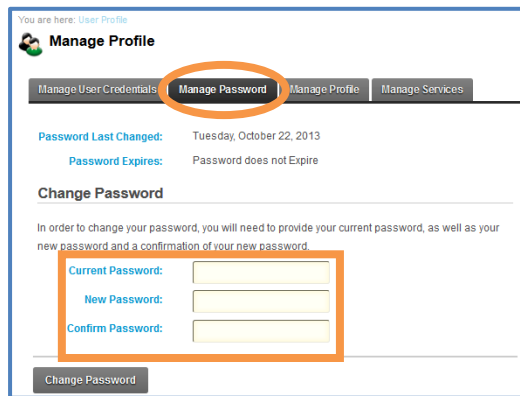 You are here: User Profile
Manage Profile
Manage User Credentials Manage Password Manage Profile Manage Services
Password Last Changed: Tuesday, October 22, 2013
Password Expires: Password does not Expire
Change Password
In order to change your password, you will need to provide your current password, as well as your
new password and a confirmation of your new password.
Current Password:
New Password:
Confirm Password:
Change Password